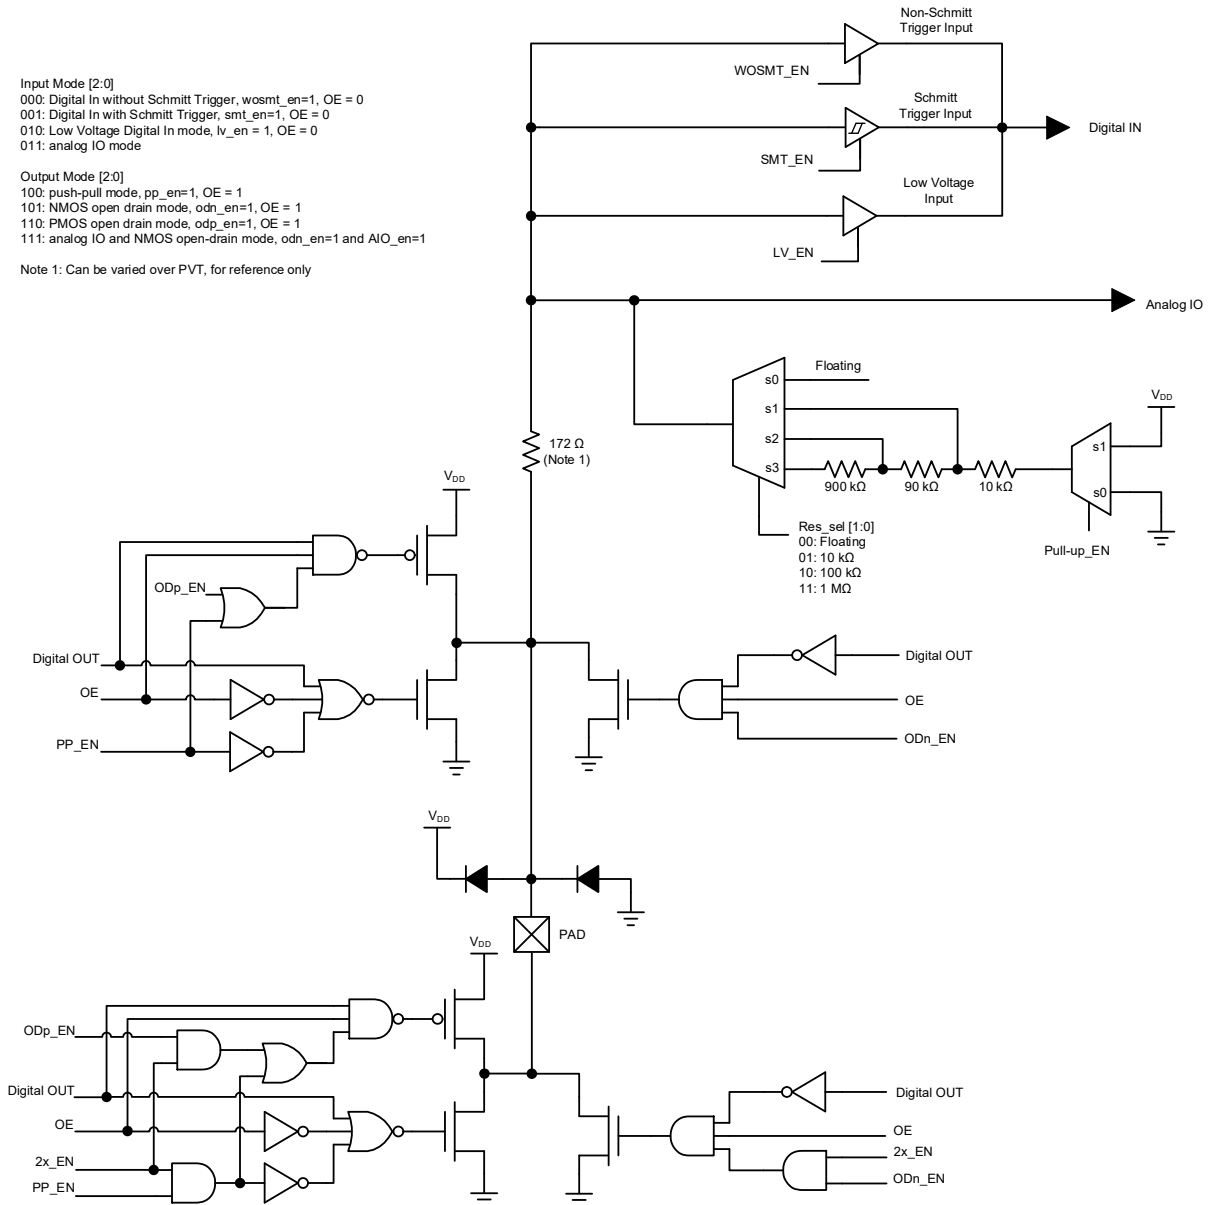 Input Mode [2:0]
000: Digital In without Schmitt Trigger, wosmt_en=1, OE = 0
001: Digital In with Schmitt Trigger, smt_en=1, OE = 0
010: Low Voltage Digital In mode, lv_en = 1, OE = 0
011: analog IO mode
Output Mode [2:0]
100: push-pull mode, pp_en=1, OE = 1
101: NMOS open drain mode, odn_en=1, OE = 1
110: PMOS open drain mode, odp_en=1, OE = 1
111: analog IO and NMOS open-drain mode, odn_en=1 and AIO_en=1
Note 1: Can be varied over PVT, for reference only
Non-Schmitt
Trigger Input
WOSMT_EN
Schmitt
Trigger Input
SMT_EN
Digital IN
Low Voltage
Input
LV_EN
Analog IO
Floating
s0
s1
s2
s3
900 kΩ
90 kΩ
10 kΩ
VDD
s1
s0
Pull-up_EN
Res_sel [1:0]
00: Floating
01: 10 kΩ
10: 100 kΩ
11: 1 MΩ
172 Ω
(Note 1)
VDD
ODp_EN
Digital OUT
OE
PP_EN
Digital OUT
OE
ODn_EN
VDD
PAD
VDD
ODp_EN
Digital OUT
OE
2x_EN
PP_EN
Digital OUT
OE
2x_EN
ODn_EN